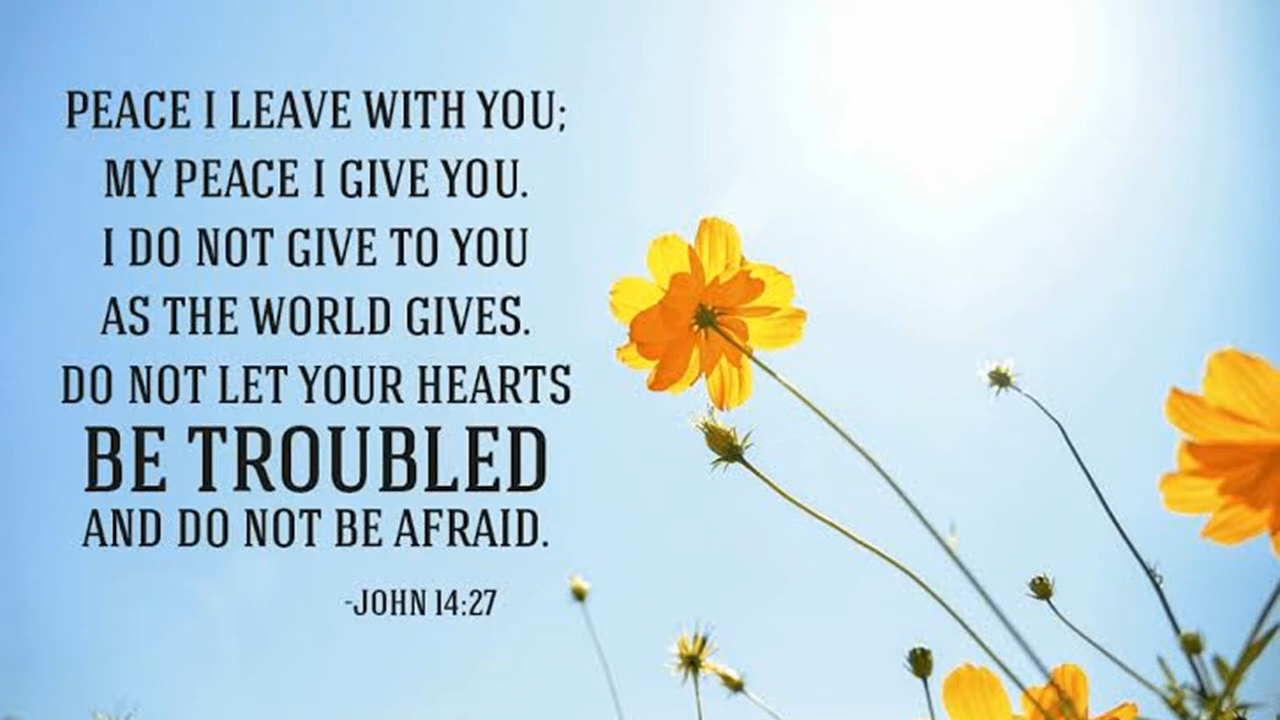 PEACE I LEAVE WITH YOU;
MY PEACE I GIVE YOU.
I DO NOT GIVE TO YOU
AS THE WORLD GIVES.
DO NOT LET YOUR HEARTS
BE TROUBLED
AND DO NOT BE AFRAID.
-JOHN 14:27